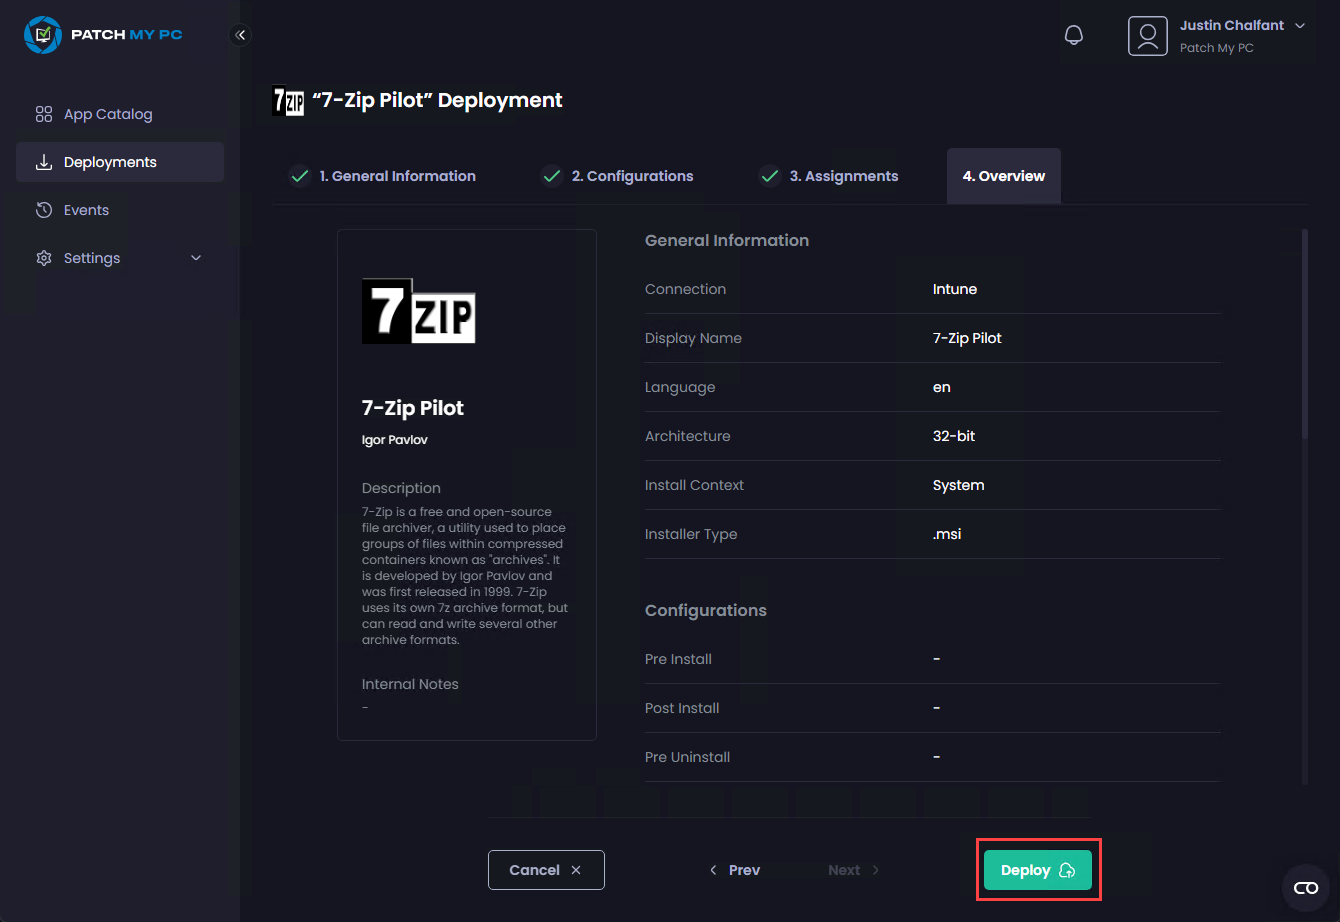 PATCH MY PC
Justin Chalfant
Patch My PC
App Catalog
Deployments
Events
Settings
7ZIP “7-Zip Pilot” Deployment
1. General Information
2. Configurations
3. Assignments
4. Overview
7ZIP
7-Zip Pilot
Igor Pavlov
Description
7-Zip is a free and open-source
file archiver, a utility used to place
groups of files within compressed
containers known as "archives". It
is developed by Igor Pavlov and
was first released in 1999. 7-Zip
uses its own 7z archive format, but
can read and write several other
archive formats.
Internal Notes
-
General Information
Connection Intune
Display Name 7-Zip Pilot
Language en
Architecture 32-bit
Install Context System
Installer Type .msi
Configurations
Pre Install -
Post Install -
Pre Uninstall -
Cancel
Prev
Next
Deploy